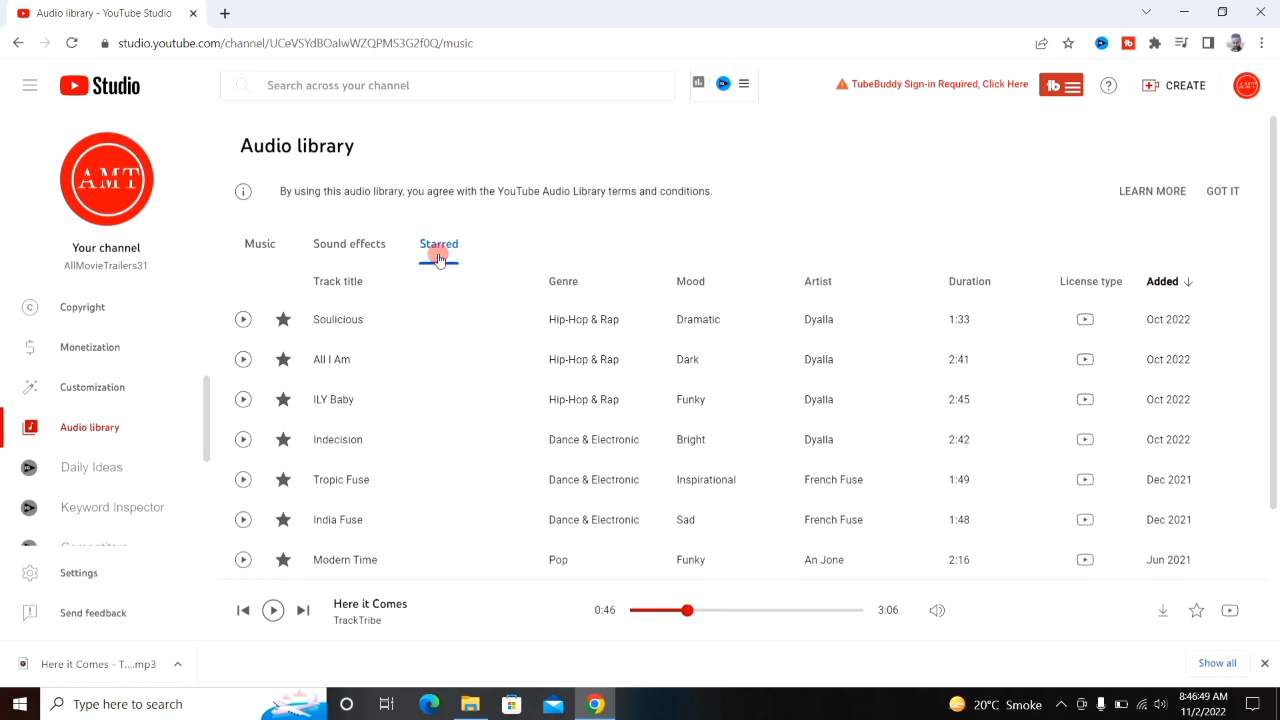 Audio library - YouTube Studio
studio.youtube.com/channel/UCeVSYdBOaIwWZQPMS3G2f0Q/music
Studio
Search across your channel
TubeBuddy Sign-in Required, Click Here
tb
?
CREATE
AMT
AMT
Your channel
AllMovieTrailers31
Copyright
Monetization
Customization
Audio library
Daily Ideas
Keyword Inspector
Competitors
Settings
Send feedback
Audio library
By using this audio library, you agree with the YouTube Audio Library terms and conditions.
LEARN MORE GOT IT
Music Sound effects Starred
Track title Genre Mood Artist Duration License type Added
Soulicious Hip-Hop & Rap Dramatic Dyalla 1:33 Oct 2022
All I Am Hip-Hop & Rap Dark Dyalla 2:41 Oct 2022
ILY Baby Hip-Hop & Rap Funky Dyalla 2:45 Oct 2022
Indecision Dance & Electronic Bright Dyalla 2:42 Oct 2022
Tropic Fuse Dance & Electronic Inspirational French Fuse 1:49 Dec 2021
India Fuse Dance & Electronic Sad French Fuse 1:48 Dec 2021
Modern Time Pop Funky An Jone 2:16 Jun 2021
Here it Comes
TrackTribe
0:46 3:06
Here it Comes - T....mp3
Show all
Type here to search
20°C Smoke
8:46:49 AM
11/2/2022